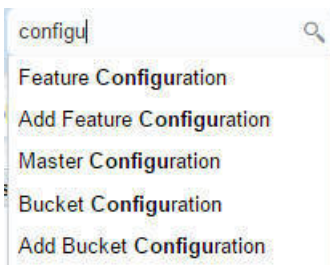 configu
Feature Configuration
Add Feature Configuration
Master Configuration
Bucket Configuration
Add Bucket Configuration